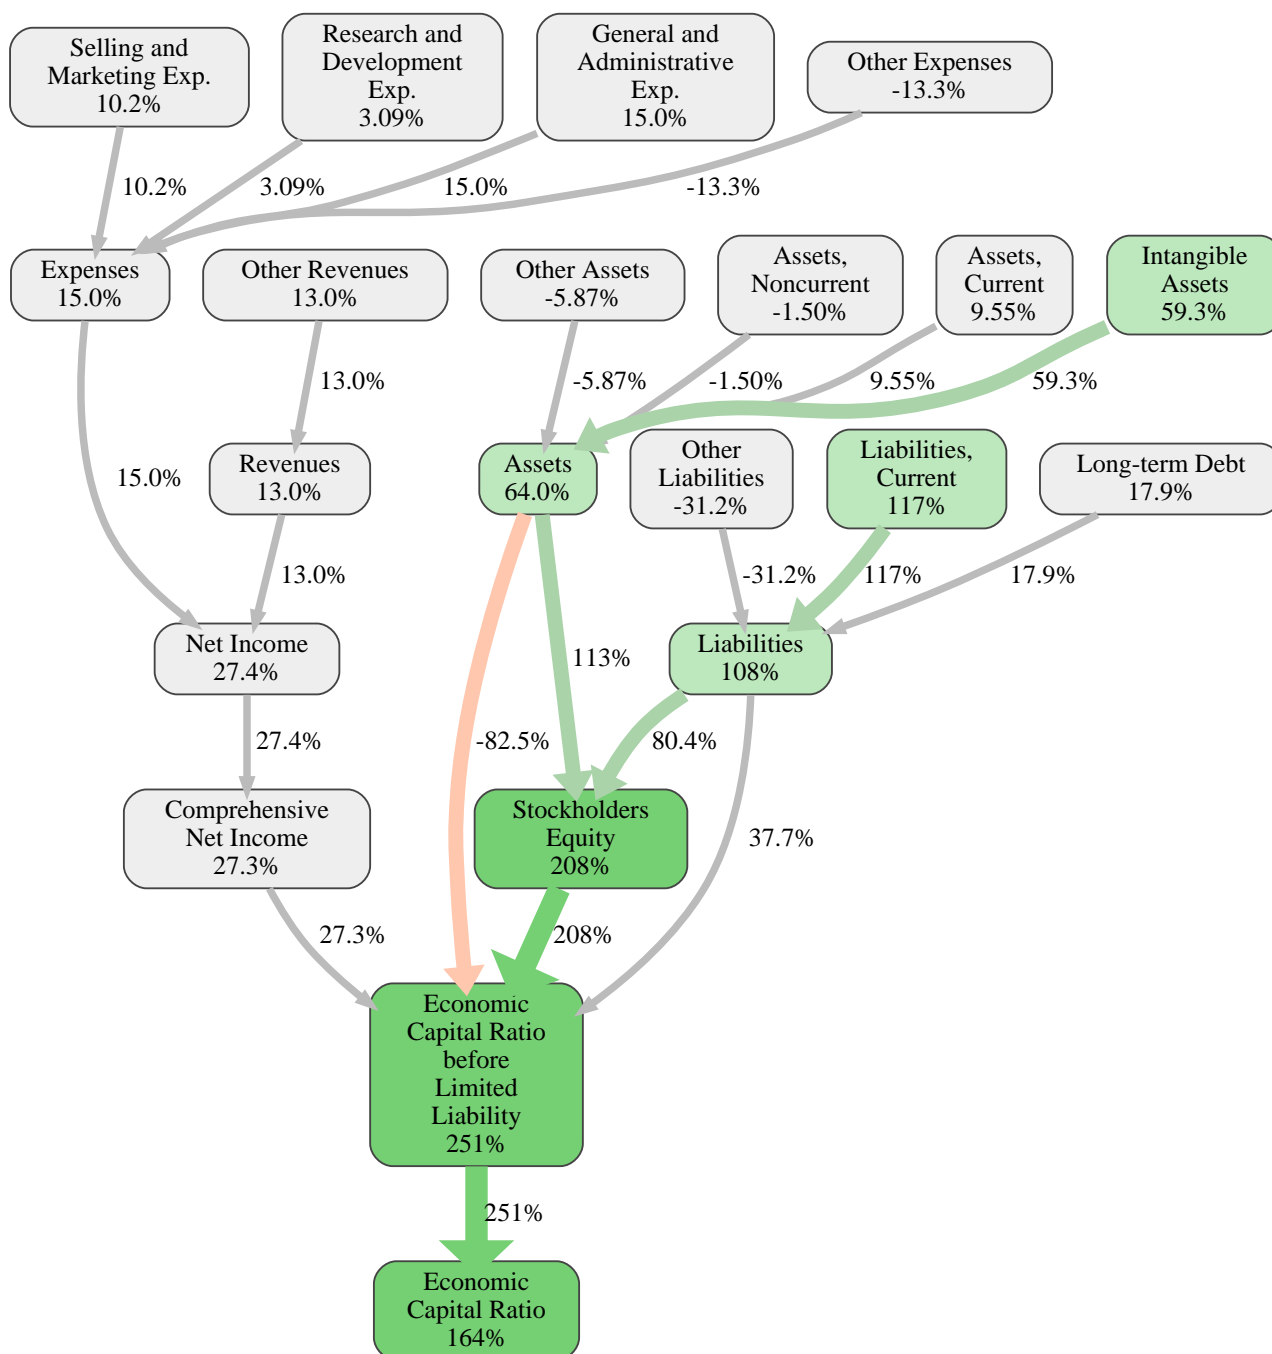 Selling and
Marketing Exp.
10.2%
Research and
Development
Exp.
3.09%
General and
Administrative
Exp.
15.0%
Other Expenses
-13.3%
10.2%
3.09%
15.0%
-13.3%
Expenses
15.0%
Other Revenues
13.0%
Other Assets
-5.87%
Assets,
Noncurrent
-1.50%
Assets,
Current
9.55%
Intangible
Assets
59.3%
13.0%
-5.87%
-1.50%
9.55%
59.3%
15.0%
Revenues
13.0%
Assets
64.0%
Other
Liabilities
-31.2%
Liabilities,
Current
117%
Long-term Debt
17.9%
13.0%
-31.2%
117%
17.9%
Net Income
27.4%
113%
Liabilities
108%
27.4%
-82.5%
80.4%
Comprehensive
Net Income
27.3%
Stockholders
Equity
208%
37.7%
27.3%
208%
Economic
Capital Ratio
before
Limited
Liability
251%
251%
Economic
Capital Ratio
164%